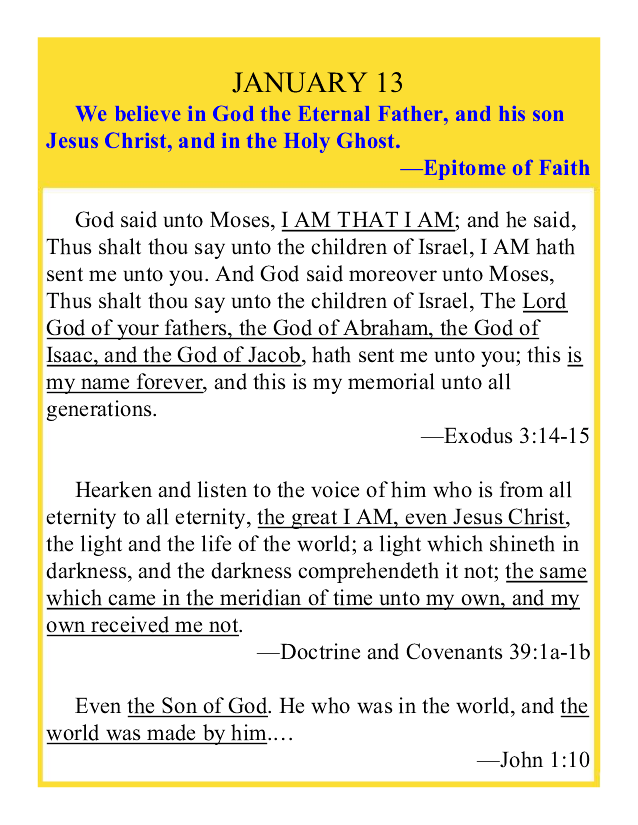 JANUARY 13
We believe in God the Eternal Father, and his son
Jesus Christ, and in the Holy Ghost.
—Epitome of Faith
God said unto Moses, I AM THAT I AM; and he said,
Thus shalt thou say unto the children of Israel, I AM hath
sent me unto you. And God said moreover unto Moses,
Thus shalt thou say unto the children of Israel, The Lord
God of your fathers, the God of Abraham, the God of
Isaac, and the God of Jacob, hath sent me unto you; this is
my name forever, and this is my memorial unto all
generations.
—Exodus 3:14-15
Hearken and listen to the voice of him who is from all
eternity to all eternity, the great I AM, even Jesus Christ,
the light and the life of the world; a light which shineth in
darkness, and the darkness comprehendeth it not; the same
which came in the meridian of time unto my own, and my
own received me not.
—Doctrine and Covenants 39:1a-1b
Even the Son of God. He who was in the world, and the
world was made by him.…
—John 1:10